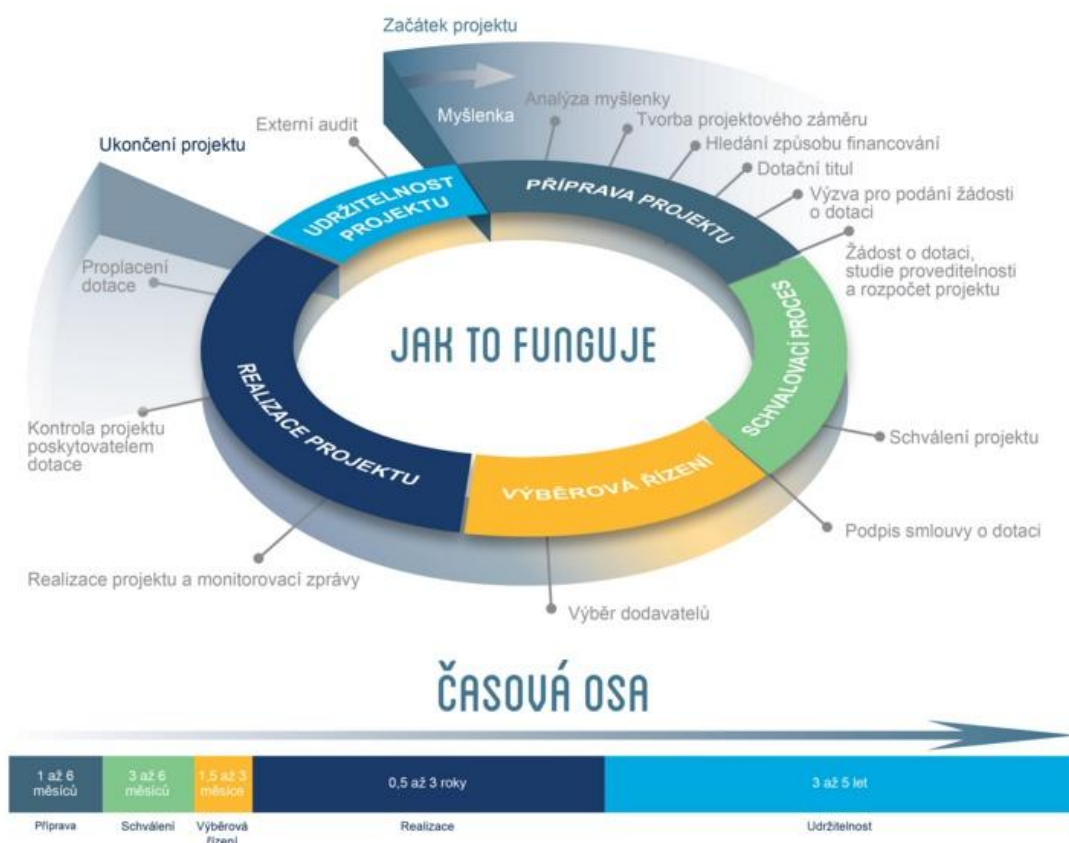 Začátek projektu
Myšlenka
Analýza myšlenky
Tvorba projektového záměru
Hledání způsobu financování
Dotační titul
Výzva pro podání žádosti
o dotaci
Žádost o dotaci,
studie proveditelnosti
a rozpočet projektu
Externí audit
Ukončení projektu
UDRŽITELNOST
PROJEKTU
PŘÍPRAVA PROJEKTU
Proplacení
dotace
JAK TO FUNGUJE
SCHVALOVACÍ PROCES
REALIZACE PROJEKTU
Kontrola projektu
poskytovatelem
dotace
Schválení projektu
VÝBĚROVÁ ŘÍZENÍ
Podpis smlouvy o dotaci
Realizace projektu a monitorovací zprávy
Výběr dodavatelů
ČASOVÁ OSA
1 až 6
měsíců
3 až 6
měsíců
1,5 až 3
měsíce
0,5 až 3 roky
3 až 5 let
Příprava
Schválení
Výběrová
řízení
Realizace
Udržitelnost